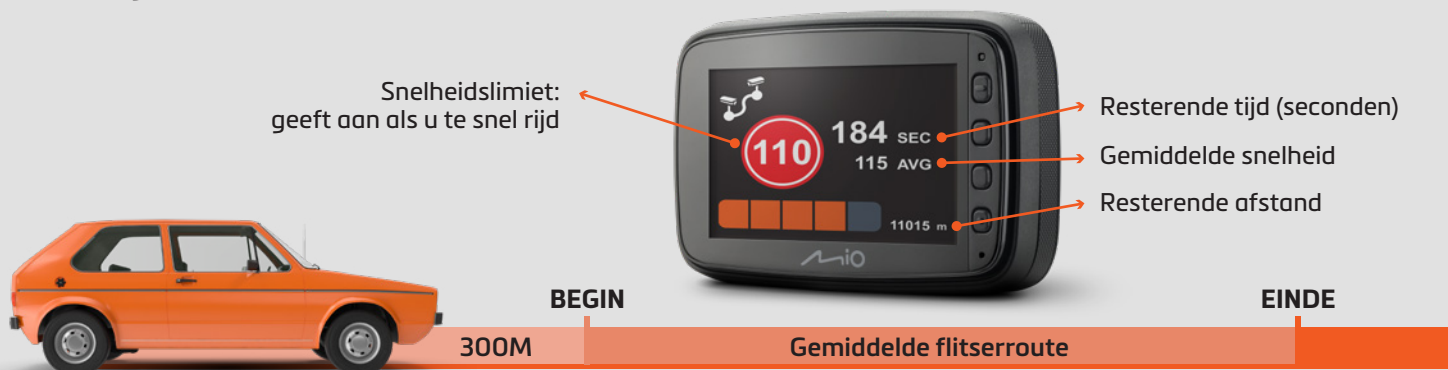 Snelheidslimiet:
geeft aan als u te snel rijd
110
184 SEC
115 AVG
11015 m
Mio
Resterende tijd (seconden)
Gemiddelde snelheid
Resterende afstand
BEGIN
EINDE
300M
Gemiddelde flitserroute